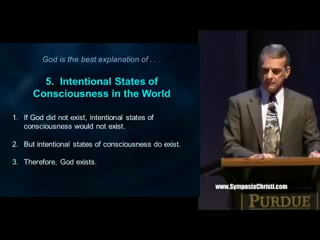 God is the best explanation of . . .
5. Intentional States of
Consciousness in the World
1. If God did not exist, intentional states of
consciousness would not exist.
2. But intentional states of consciousness do exist.
3. Therefore, God exists.
www.SymposiaChristi.com
PURDUE